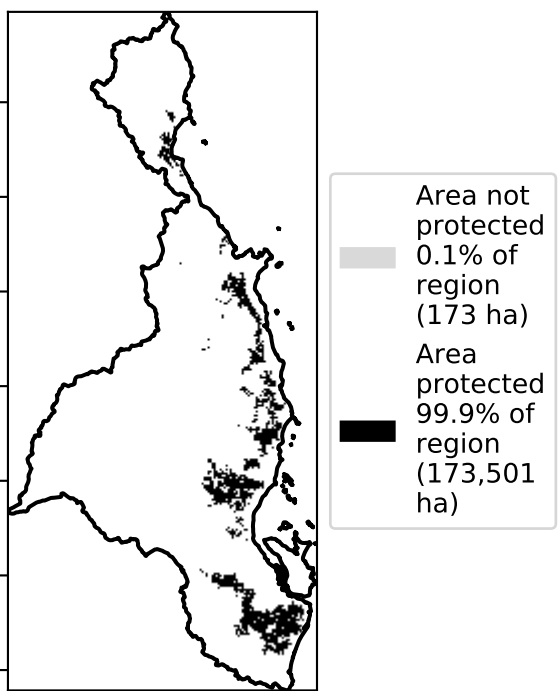 Area not
protected
0.1% of
region
(173 ha)
Area
protected
99.9% of
region
(173,501
ha)